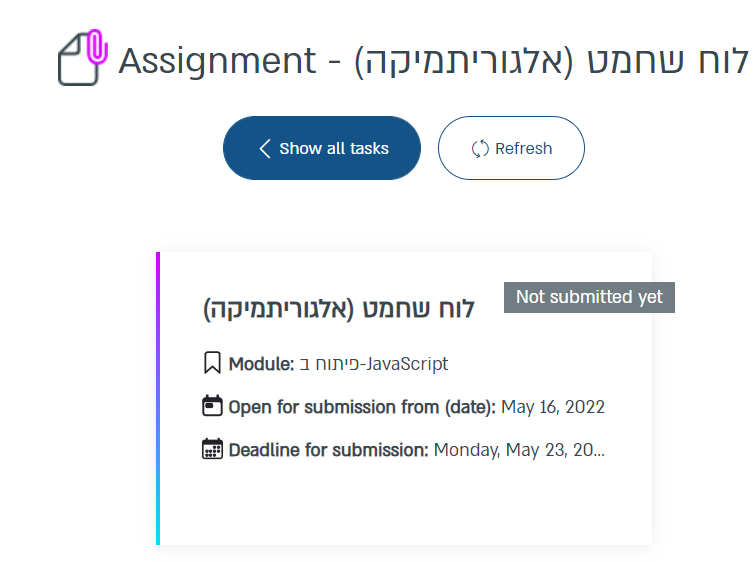 Assignment - לוח שחמט (אלגוריתמיקה)
Show all tasks
Refresh
Not submitted yet
לוח שחמט (אלגוריתמיקה)
Module: פיתוח ב-JavaScript
Open for submission from (date): May 16, 2022
Deadline for submission: Monday, May 23, 20...